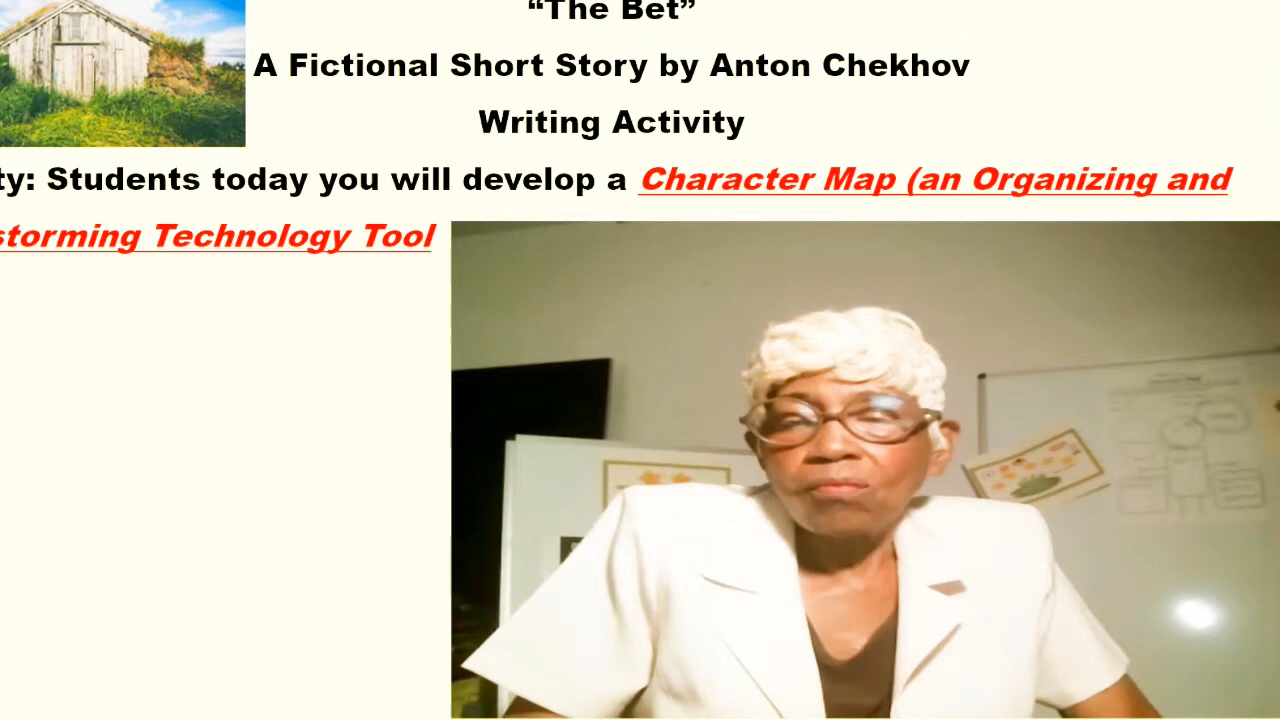 “The Bet”
A Fictional Short Story by Anton Chekhov
Writing Activity
ty: Students today you will develop a Character Map (an Organizing and
storming Technology Tool